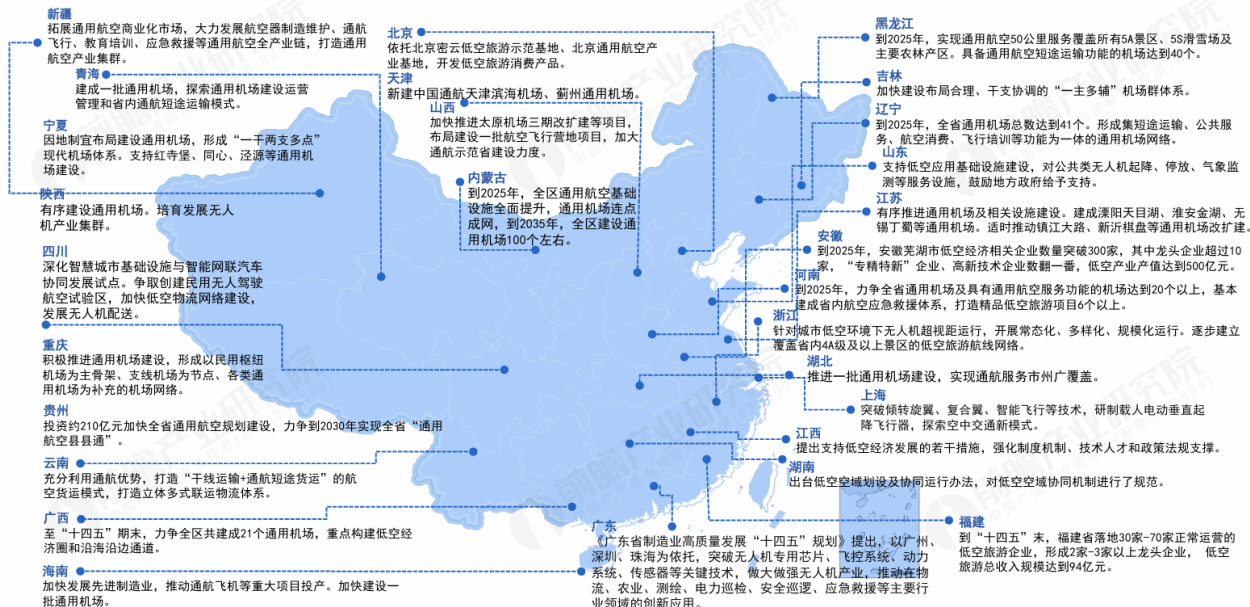 新疆
拓展通用航空商业化市场，大力发展航空器制造维护、通航
飞行、教育培训、应急救援等通用航空全产业链，打造通用
航空产业集群。
青海
建成一批通用机场，探索通用机场建设运营
管理和省内通航短途运输模式。
宁夏
因地制宜布局建设通用机场，形成“一干两支多点”
现代机场体系。支持红寺堡、同心、泾源等通用机
场建设。
陕西
有序建设通用机场。培育发展无人
机产业集群。
四川
深化智慧城市基础设施与智能网联汽车
协同发展试点。争取创建民用无人驾驶
航空试验区，加快低空物流网络建设，
发展无人机配送。
重庆
积极推进通用机场建设，形成以民用枢纽
机场为主骨架、支线机场为节点、各类通
用机场为补充的机场网络。
贵州
投资约210亿元加快全省通用航空规划建设，力争到2030年实现全省“通用
航空县县通”。
云南
充分利用通航优势，打造“干线运输+通航短途货运”的航
空货运模式，打造立体多式联运物流体系。
广西
至“十四五”期末，力争全区共建成21个通用机场，重点构建低空经
济圈和沿海沿边通道。
海南
加快发展先进制造业，推动通航飞机等重大项目投产。加快建设一
批通用机场。
北京
依托北京密云低空旅游示范基地、北京通用航空产
业基地，开发低空旅游消费产品。
天津
新建中国通航天津滨海机场、蓟州通用机场。
山西
加快推进太原机场三期改扩建等项目，
布局建设一批航空飞行营地项目，加大
通航示范省建设力度。
内蒙古
到2025年，全区通用航空基础
设施全面提升，通用机场连点
成网，到2035年，全区建设通
用机场100个左右。
黑龙江
到2025年，实现通用航空50公里服务覆盖所有5A景区、5S滑雪场及
主要农林产区。具备通用航空短途运输功能的机场达到40个。
吉林
加快建设布局合理、干支协调的“一主多辅”机场群体系。
辽宁
到2025年，全省通用机场总数达到41个。形成集短途运输、公共服
务、航空消费、飞行培训等功能为一体的通用机场网络。
山东
支持低空应用基础设施建设，对公共类无人机起降、停放、气象监
测等服务设施，鼓励地方政府给予支持。
江苏
有序推进通用机场及相关设施建设。建成溧阳天目湖、淮安金湖、无
锡丁蜀等通用机场。适时推动镇江大路、新沂棋盘等通用机场改扩建。
安徽
到2025年，安徽芜湖市低空经济相关企业数量突破300家，其中龙头企业超过10
家，“专精特新”企业、高新技术企业数翻一番，低空产业产值达到500亿元。
河南
到2025年，力争全省通用机场及具有通用航空服务功能的机场达到20个以上，基本
建成省内航空应急救援体系，打造精品低空旅游项目6个以上。
浙江
针对城市低空环境下无人机超视距运行，开展常态化、多样化、规模化运行。逐步建立
覆盖省内4A级及以上景区的低空旅游航线网络。
湖北
推进一批通用机场建设，实现通航服务市州广覆盖。
上海
突破倾转旋翼、复合翼、智能飞行等技术，研制载人电动垂直起
降飞行器，探索空中交通新模式。
江西
提出支持低空经济发展的若干措施，强化制度机制、技术人才和政策法规支撑。
湖南
出台低空空域划设及协同运行办法，对低空空域协同机制进行了规范。
福建
到“十四五”末，福建省落地30家-70家正常运营的
低空旅游企业，形成2家-3家以上龙头企业， 低空
旅游总收入规模达到94亿元。
广东
《广东省制造业高质量发展“十四五”规划》提出，以广州、
深圳、珠海为依托，突破无人机专用芯片、飞控系统、动力
系统、传感器等关键技术，做大做强无人机产业，推动在物
流、农业、测绘、电力巡检、安全巡逻、应急救援等主要行
业领域的创新应用。
前瞻产业研究院